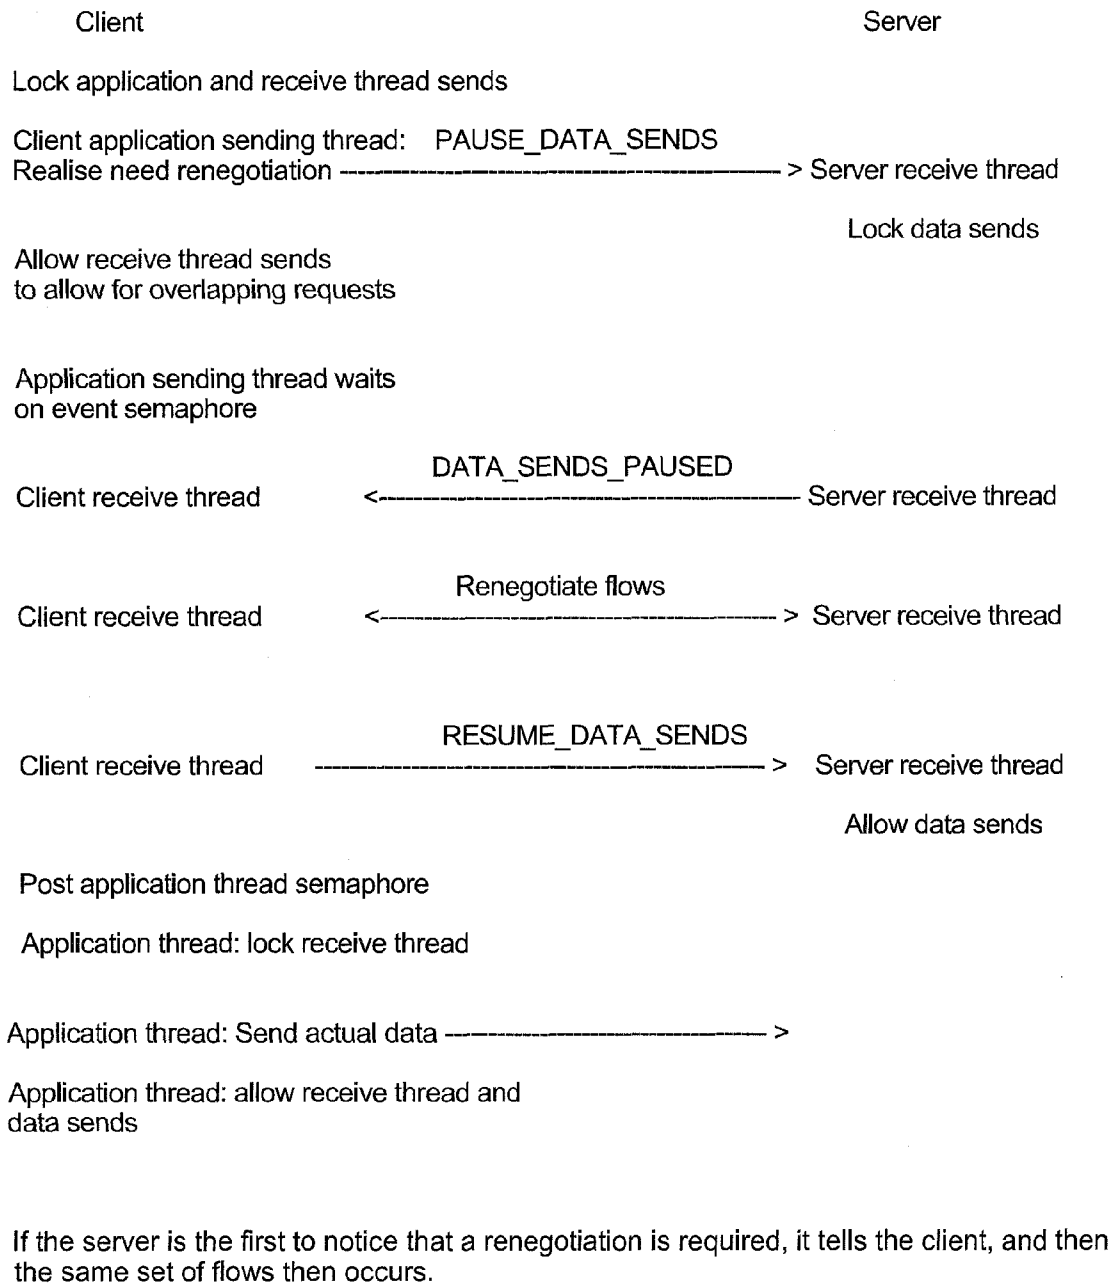 Client Server
Lock application and receive thread sends
Client application sending thread: PAUSE_DATA_SENDS
Realise need renegotiation ------------------------------------------------ > Server receive thread
Lock data sends
Allow receive thread sends
to allow for overlapping requests
Application sending thread waits
on event semaphore
DATA_SENDS_PAUSED
Client receive thread <---------------------------------------------- Server receive thread
Renegotiate flows
Client receive thread <-------------------------------------------- > Server receive thread
RESUME_DATA_SENDS
Client receive thread ------------------------------------------------- > Server receive thread
Allow data sends
Post application thread semaphore
Application thread: lock receive thread
Application thread: Send actual data ----------------------------------- >
Application thread: allow receive thread and
data sends
If the server is the first to notice that a renegotiation is required, it tells the client, and then
the same set of flows then occurs.